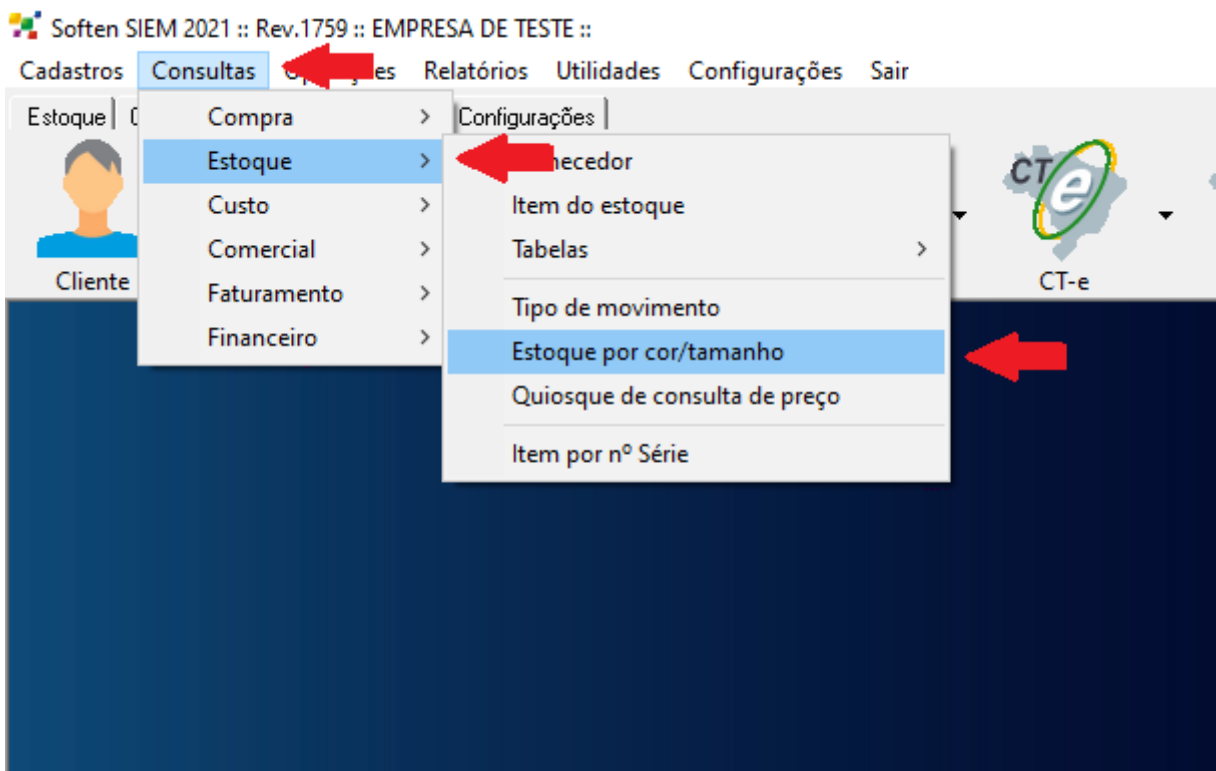 Soften SIEM 2021 :: Rev.1759 :: EMPRESA DE TESTE ::
Cadastros Consultas Relatórios Utilidades Configurações Sair
Estoque Configurações
Compra
Estoque
Custo
Comercial
Faturamento
Financeiro
Item do estoque
Tabelas
Tipo de movimento
Estoque por cor/tamanho
Quiosque de consulta de preço
Item por nº Série
Cliente
CTe
CT-e